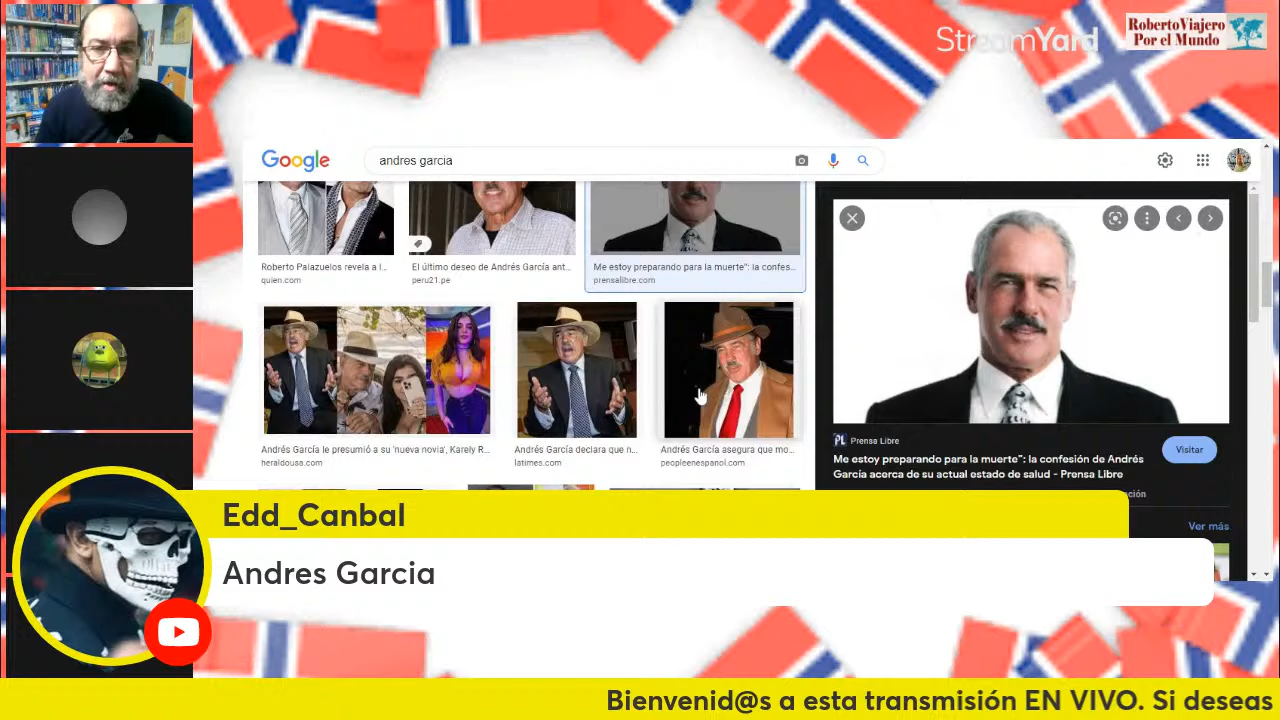 StreamYard
RobertoViajero
Por el Mundo
Google
andres garcia
Roberto Palazuelos revela a l...
quien.com
El último deseo de Andrés García ant...
peru21.pe
Me estoy preparando para la muerte": la confes...
prensalibre.com
Andrés García le presumió a su 'nueva novia', Karely R...
heraldousa.com
Andrés García declara que n...
latimes.com
Andrés García asegura que mo...
peopleenespanol.com
PL Prensa Libre
Me estoy preparando para la muerte": la confesión de Andrés
García acerca de su actual estado de salud - Prensa Libre
Visitar
Ver más
Edd_Canbal
Andres Garcia
Bienvenid@s a esta transmisión EN VIVO. Si deseas